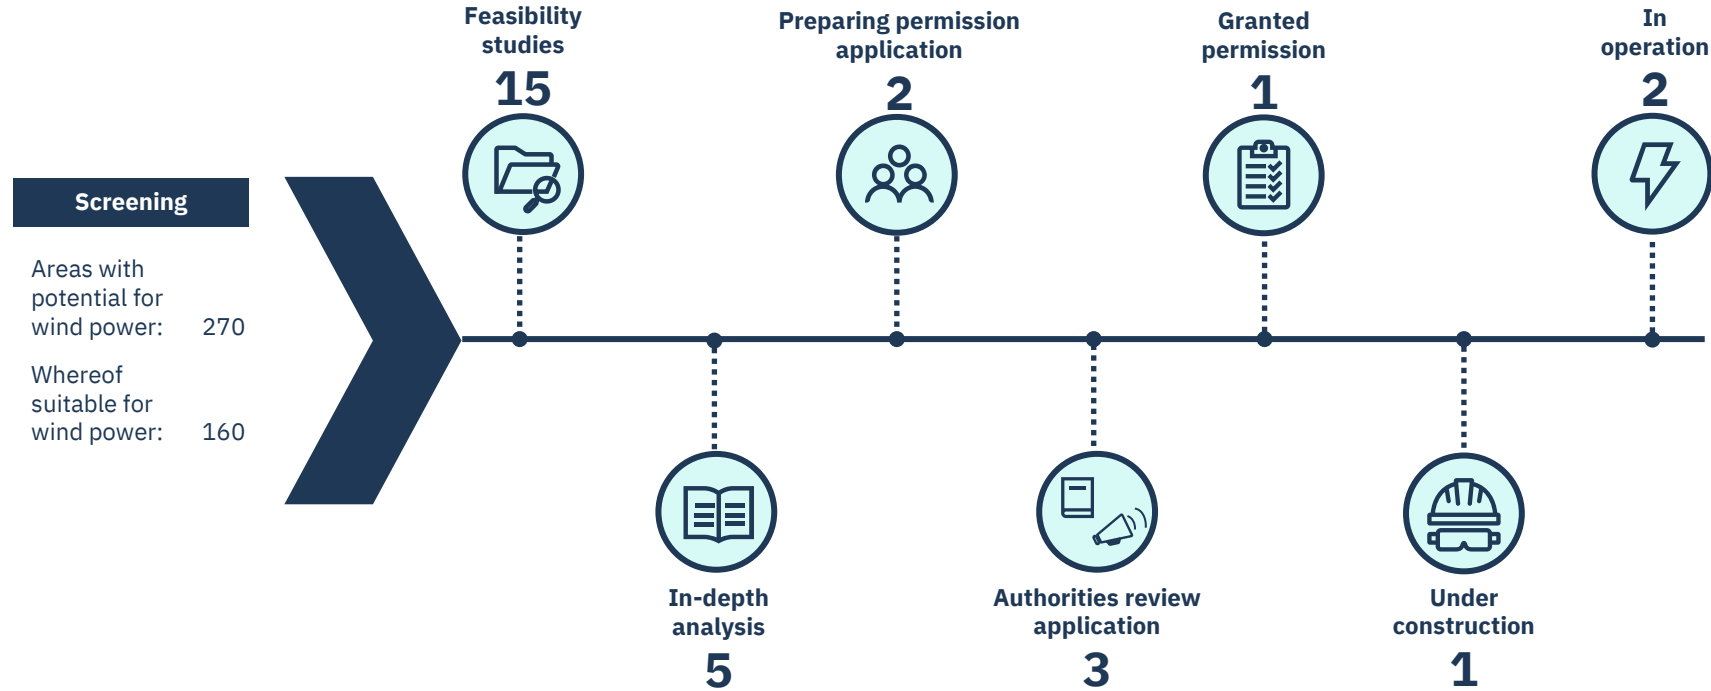 Screening
Areas with
potential for
wind power: 270
Whereof
suitable for
wind power: 160
Feasibility
studies
15
In-depth
analysis
5
Preparing permission
application
2
Authorities review
application
3
Granted
permission
1
Under
construction
1
In
operation
2